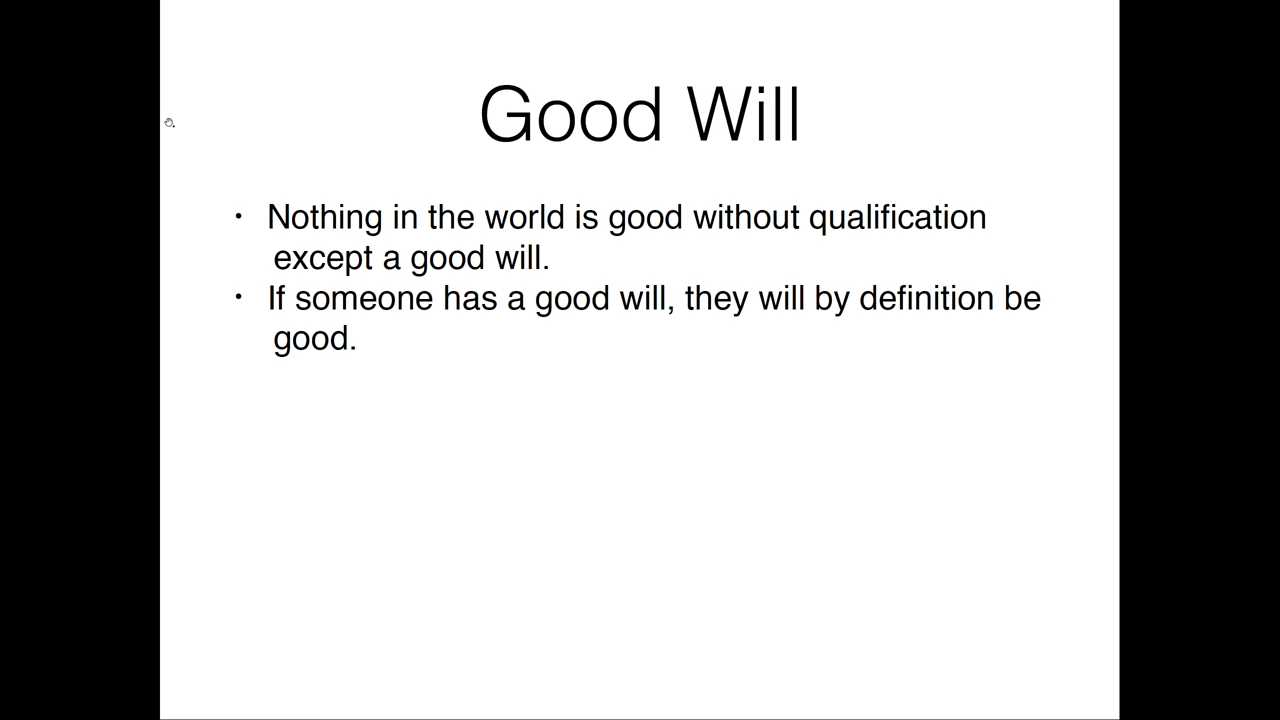 Good Will
• Nothing in the world is good without qualification
except a good will.
• If someone has a good will, they will by definition be
good.